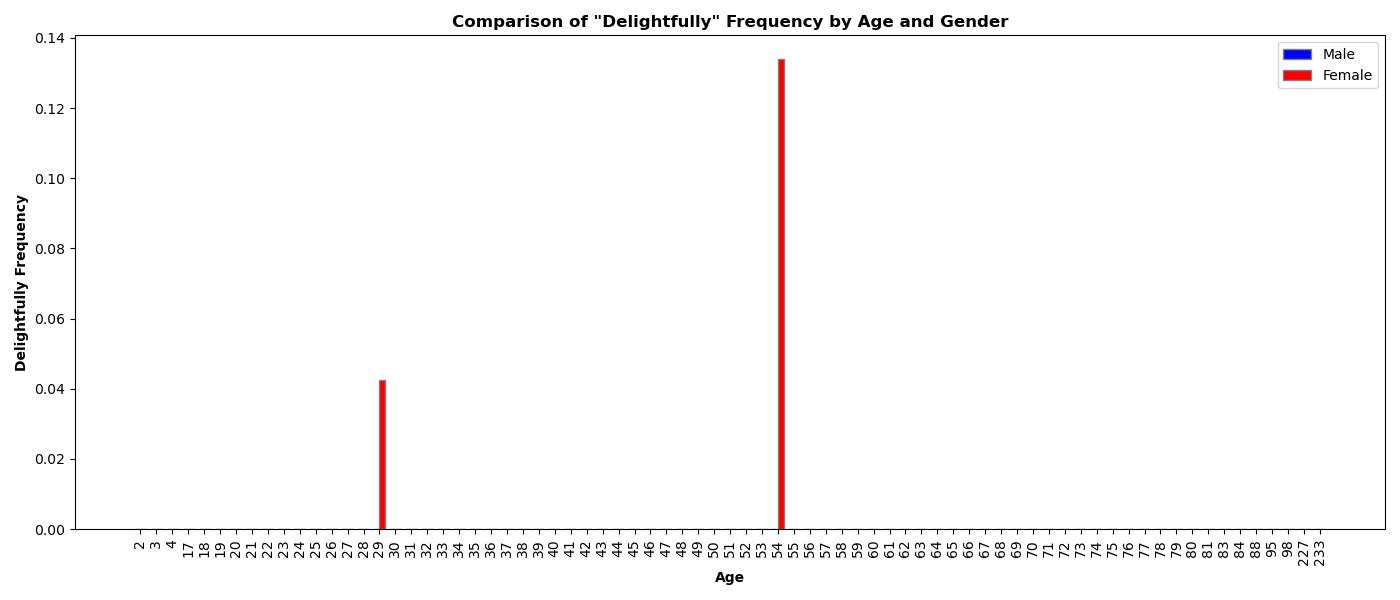 Comparison of "Delightfully" Frequency by Age and Gender
Male
Female
Delightfully Frequency
0.14
0.12
0.10
0.08
0.06
0.04
0.02
0.00
2 3 4 17 18 19 20 21 22 23 24 25 26 27 28 29 30 31 32 33 34 35 36 37 38 39 40 41 42 43 44 45 46 47 48 49 50 51 52 53 54 55 56 57 58 59 60 61 62 63 64 65 66 67 68 69 70 71 72 73 74 75 76 77 78 79 80 81 83 84 88 95 98 227 233
Age